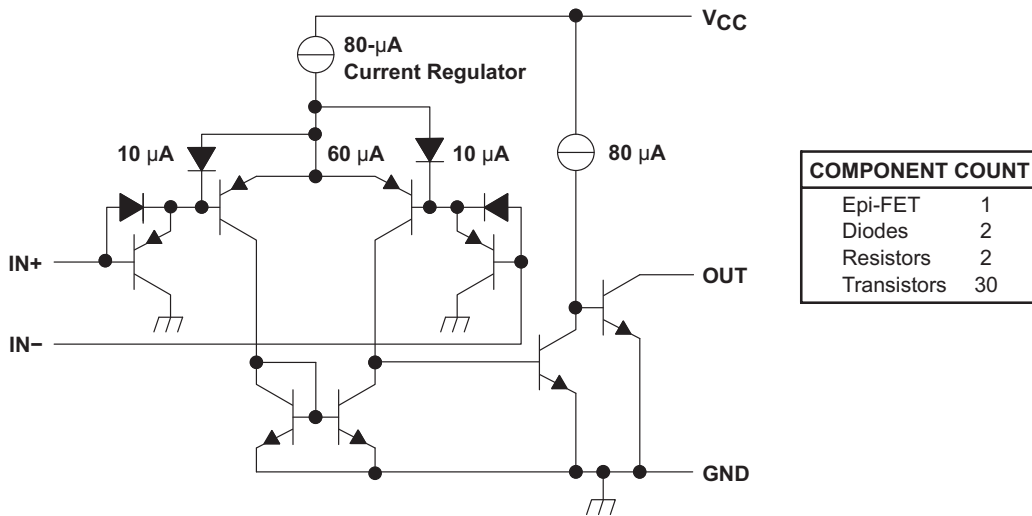 VCC
80-µA
Current Regulator
10 µA
60 µA
10 µA
80 µA
IN+
OUT
IN−
GND
COMPONENT COUNT
Epi-FET 1
Diodes 2
Resistors 2
Transistors 30